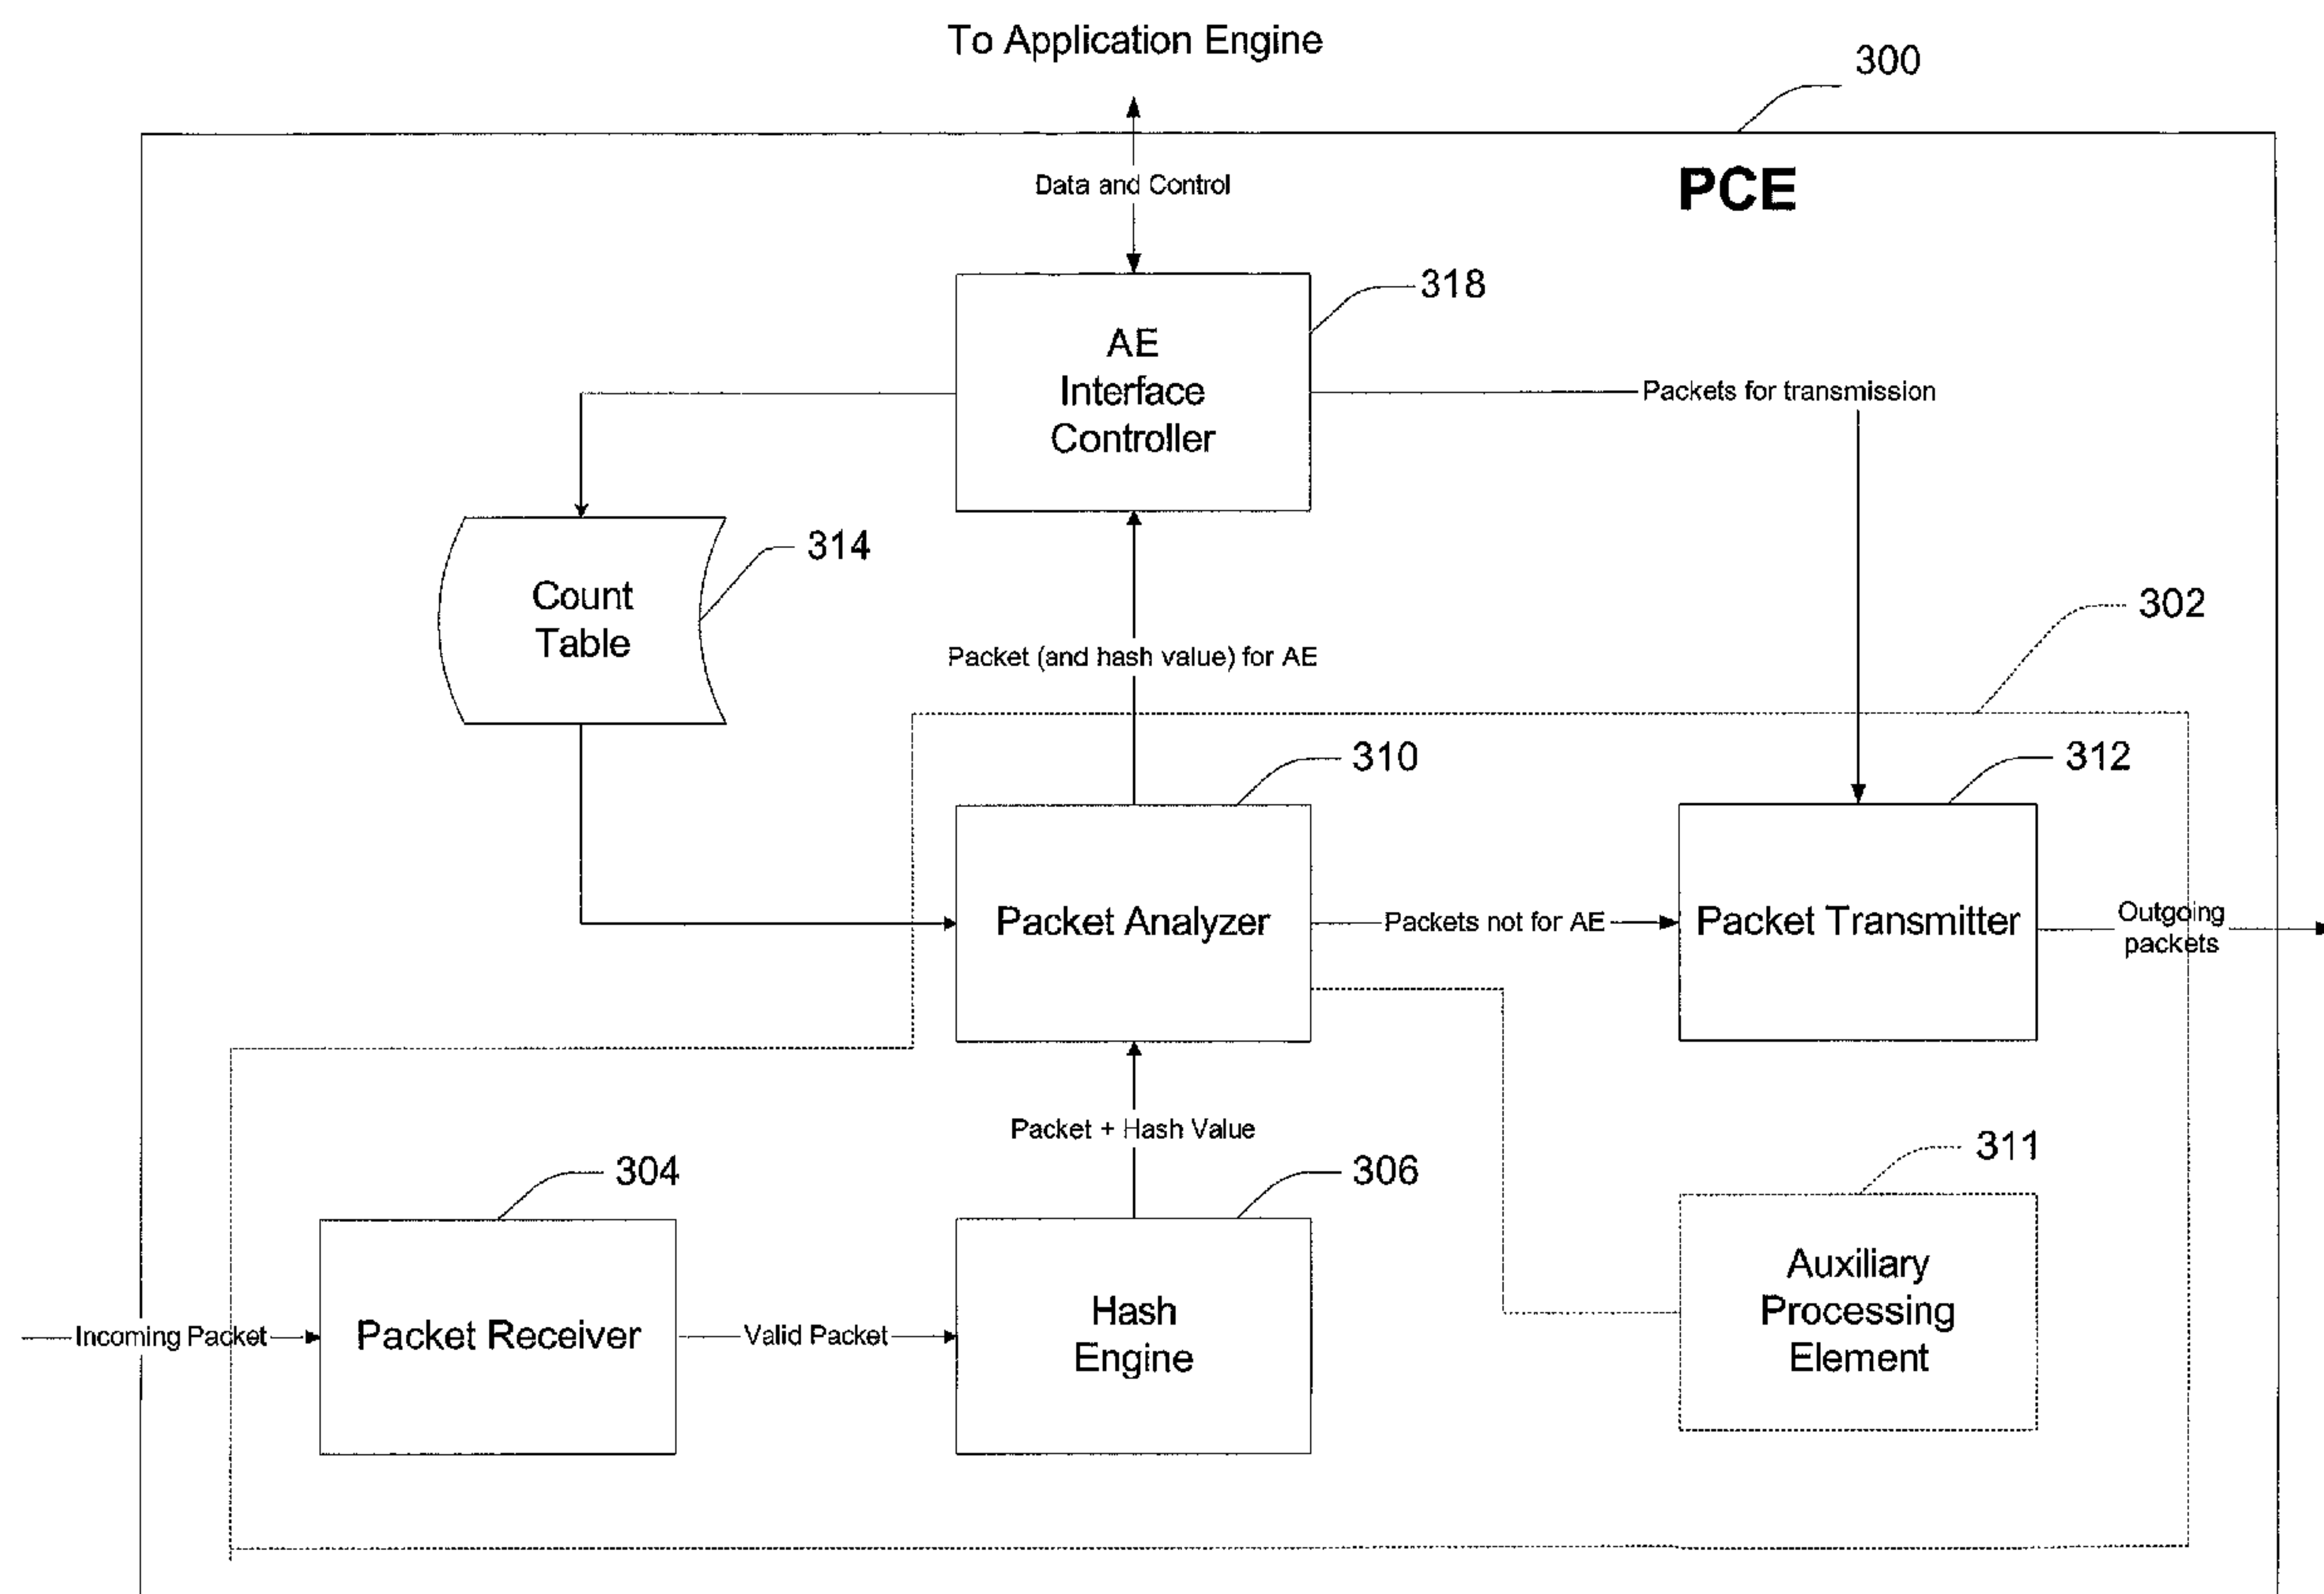 To Application Engine
300
PCE
Data and Control
318
AE
Interface
Controller
Packets for transmission
314
Count
Table
302
Packet (and hash value) for AE
310
312
Packet Analyzer
Packets not for AE
Packet Transmitter
Outgoing
packets
Packet + Hash Value
311
304
306
Auxiliary
Processing
Element
Incoming Packet
Packet Receiver
Valid Packet
Hash
Engine